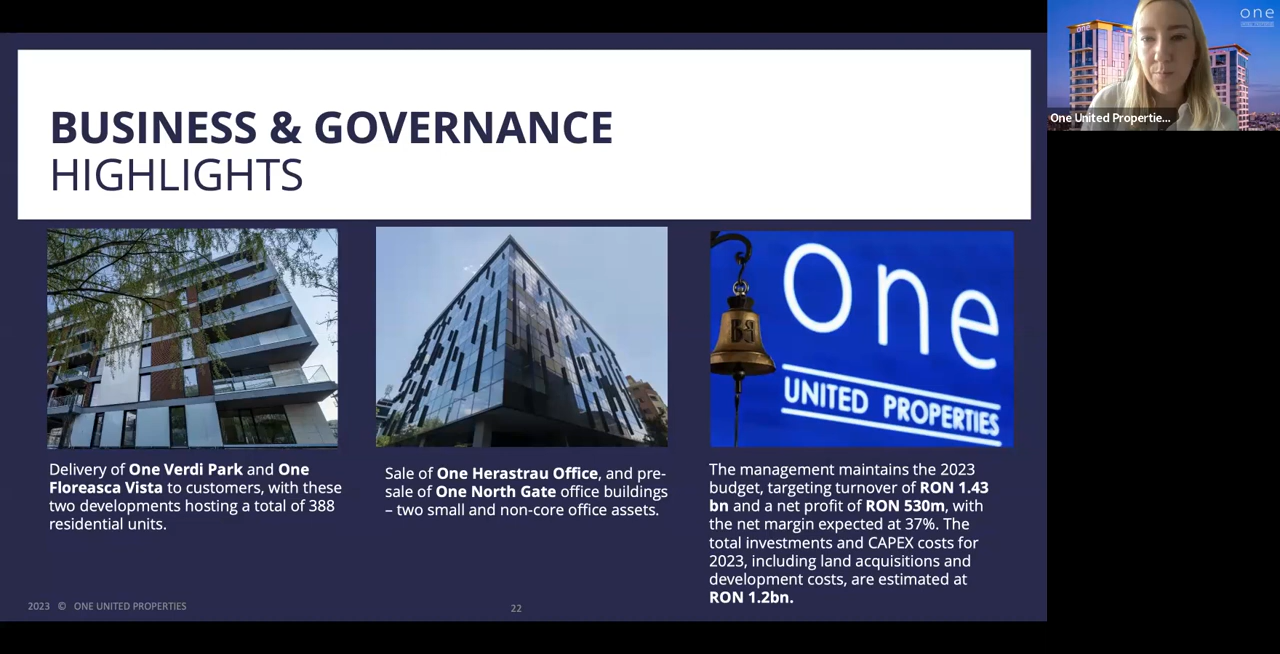 BUSINESS & GOVERNANCE
HIGHLIGHTS
One
UNITED PROPERTIES
Delivery of One Verdi Park and One
Floreasca Vista to customers, with these
two developments hosting a total of 388
residential units.
Sale of One Herastrau Office, and pre-
sale of One North Gate office buildings
– two small and non-core office assets.
The management maintains the 2023
budget, targeting turnover of RON 1.43
bn and a net profit of RON 530m, with
the net margin expected at 37%. The
total investments and CAPEX costs for
2023, including land acquisitions and
development costs, are estimated at
RON 1.2bn.
2023 © ONE UNITED PROPERTIES
22
one
one
One United Propertie...